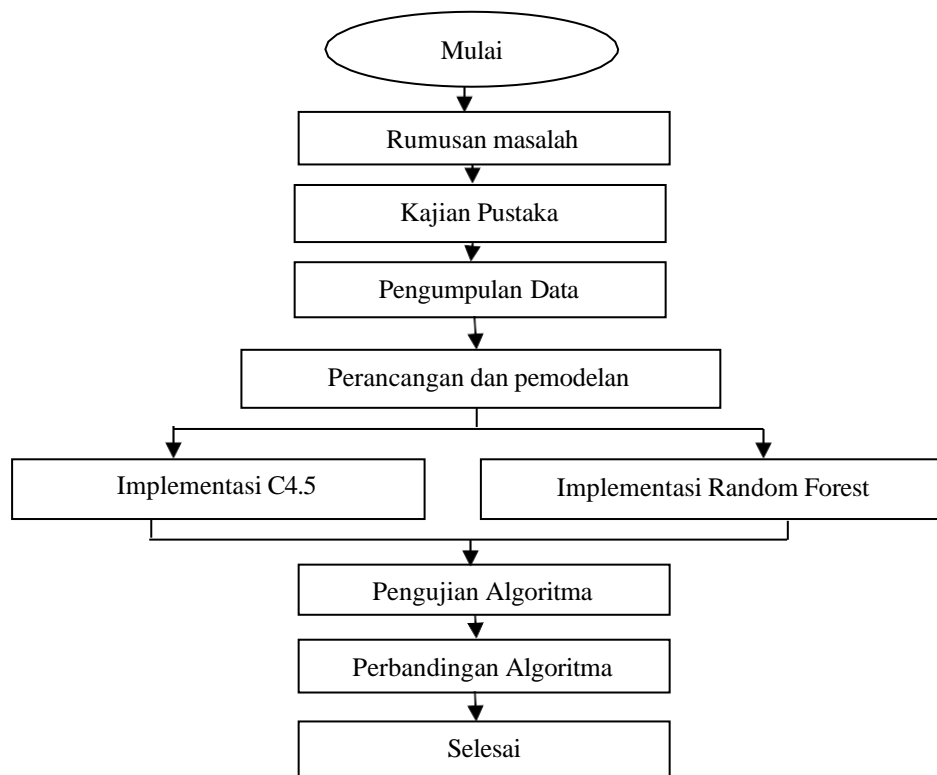 Mulai
Rumusan masalah
Kajian Pustaka
Pengumpulan Data
Perancangan dan pemodelan
Implementasi C4.5
Implementasi Random Forest
Pengujian Algoritma
Perbandingan Algoritma
Selesai